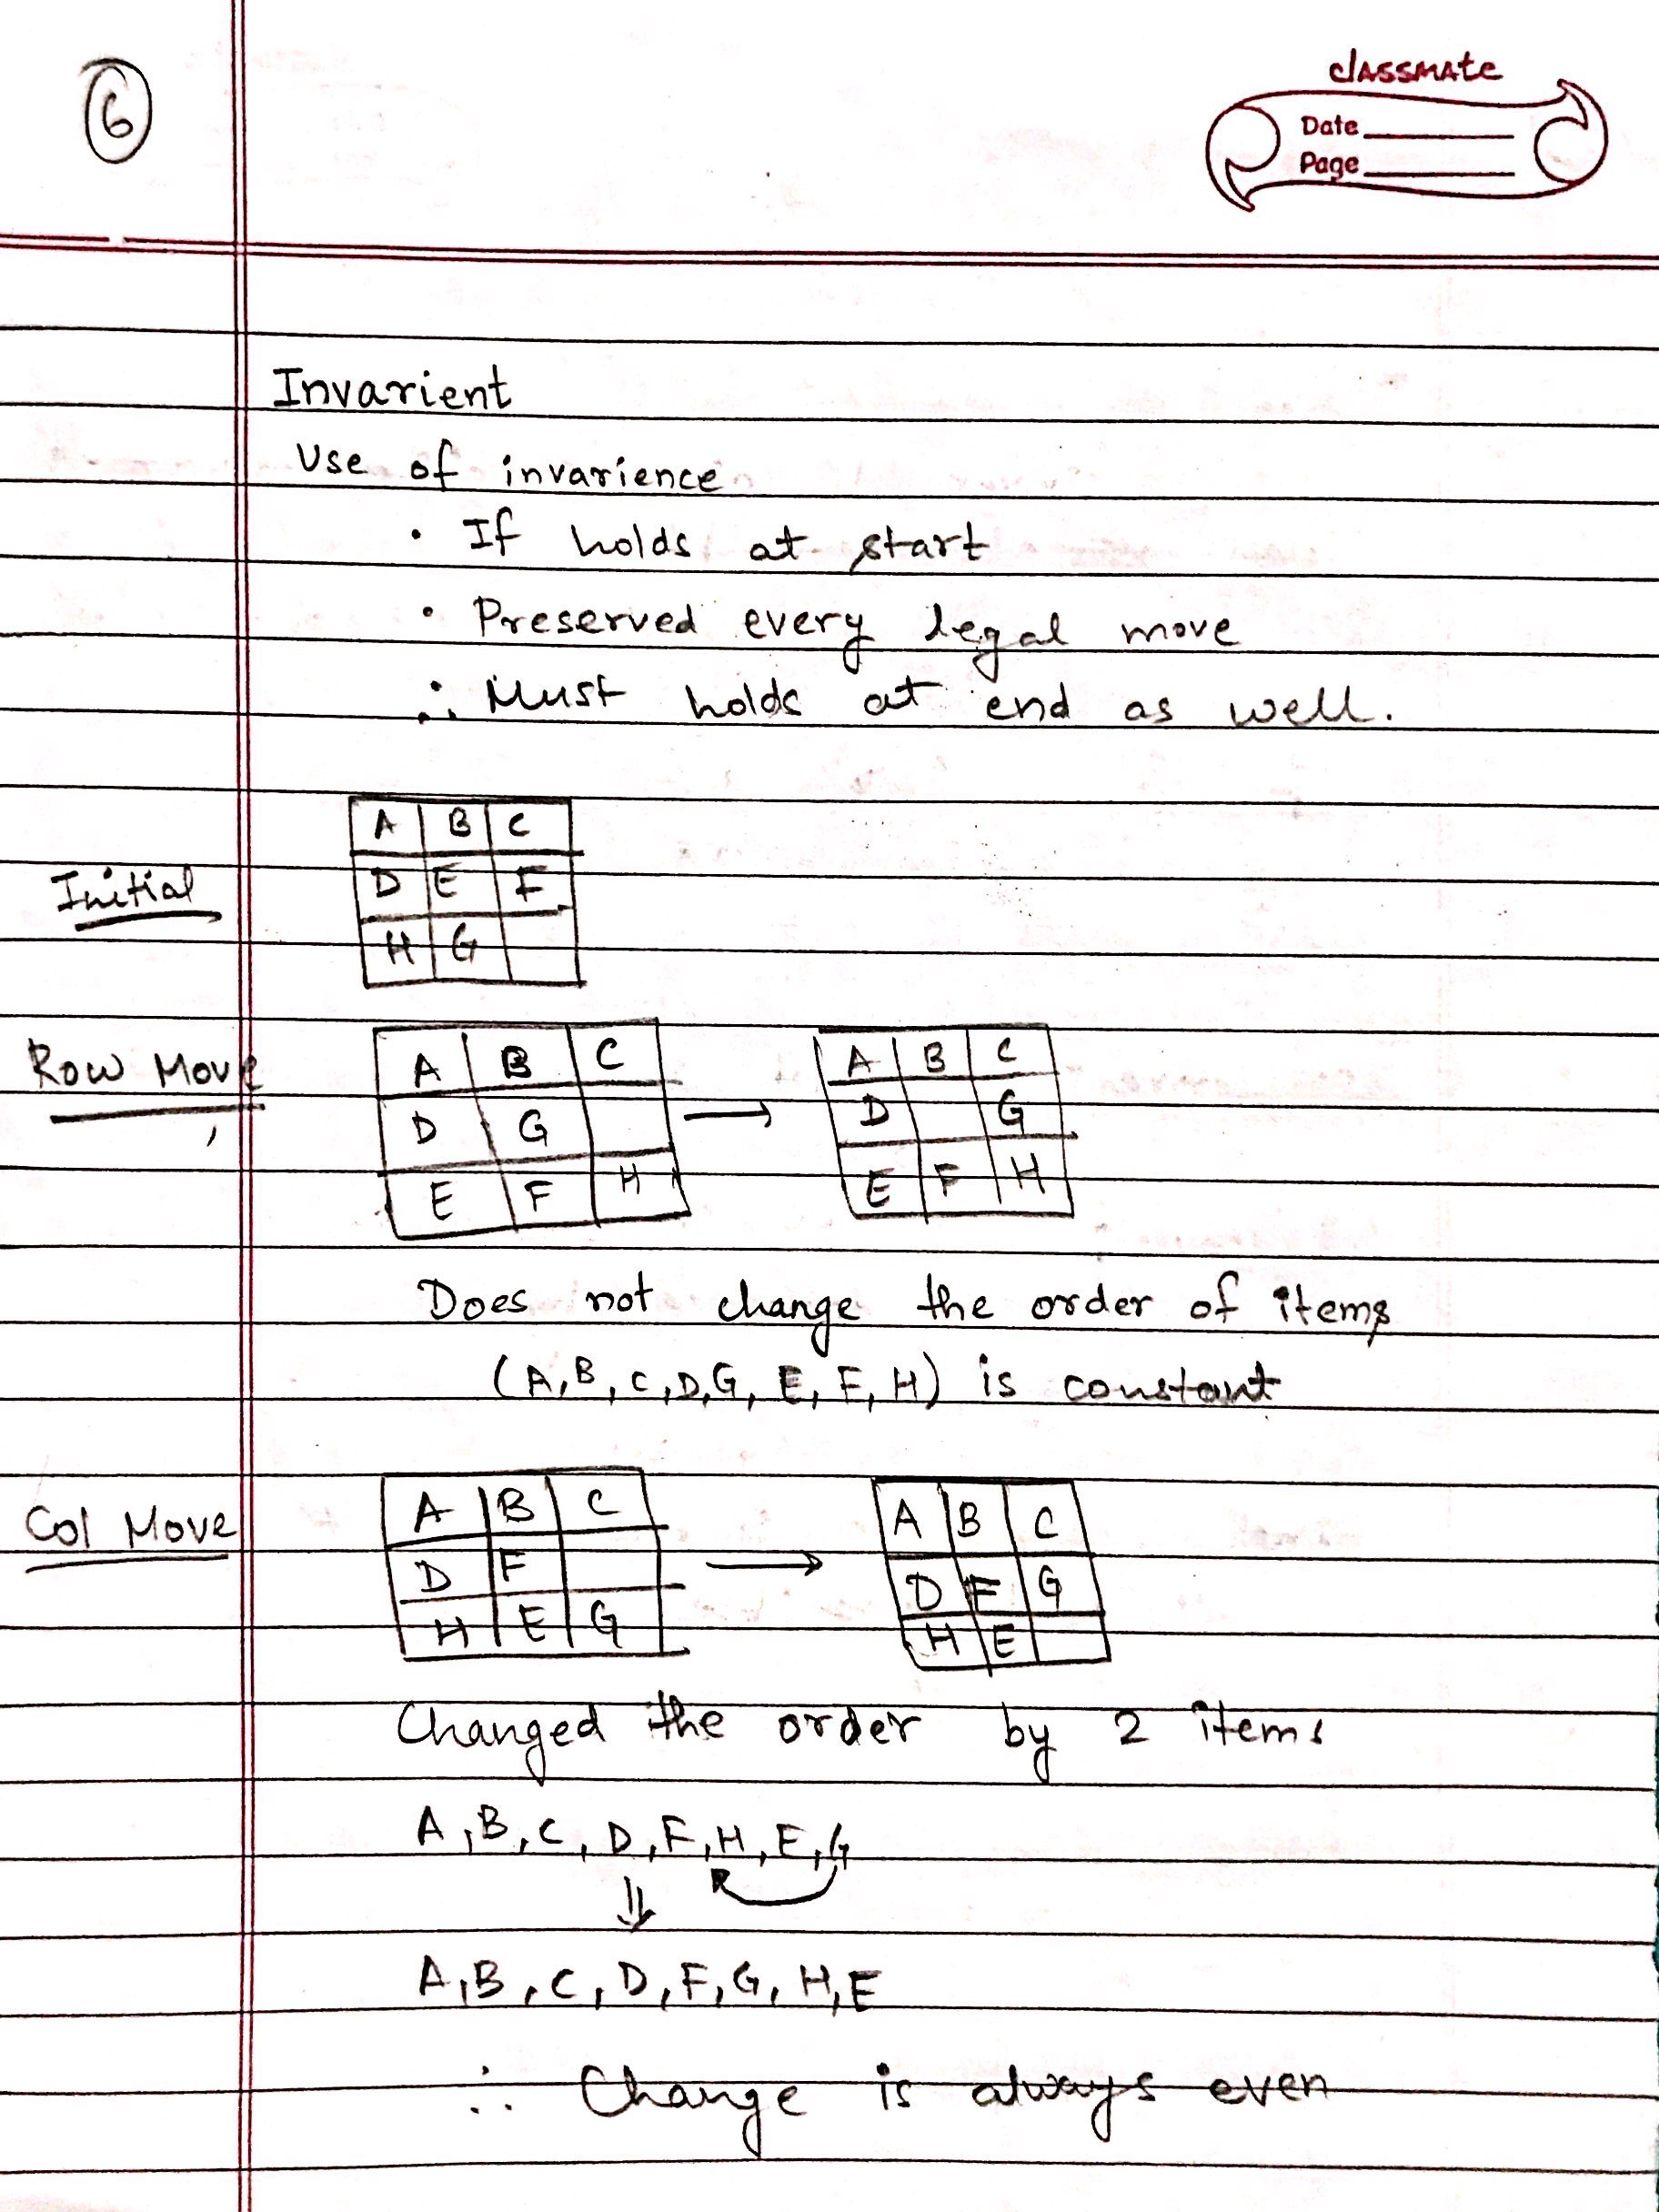 6
classmate
Date
Page
Invarient
Use of invarience
• If holds at start
• Preserved every legal move
∴ Must holds at end as well.
A B C
Initial
D E F
H G
Row Move
A B C
D G
E F H
→
A B C
D G
E F H
Does not change the order of items
(A, B, C, D, G, E, F, H) is constant
Col Move
A B C
D F
H E G
→
A B C
D F G
H E
Changed the order by 2 items
A, B, C, D, F, H, E, G
⇓
A, B, C, D, F, G, H, E
∴ Change is always even